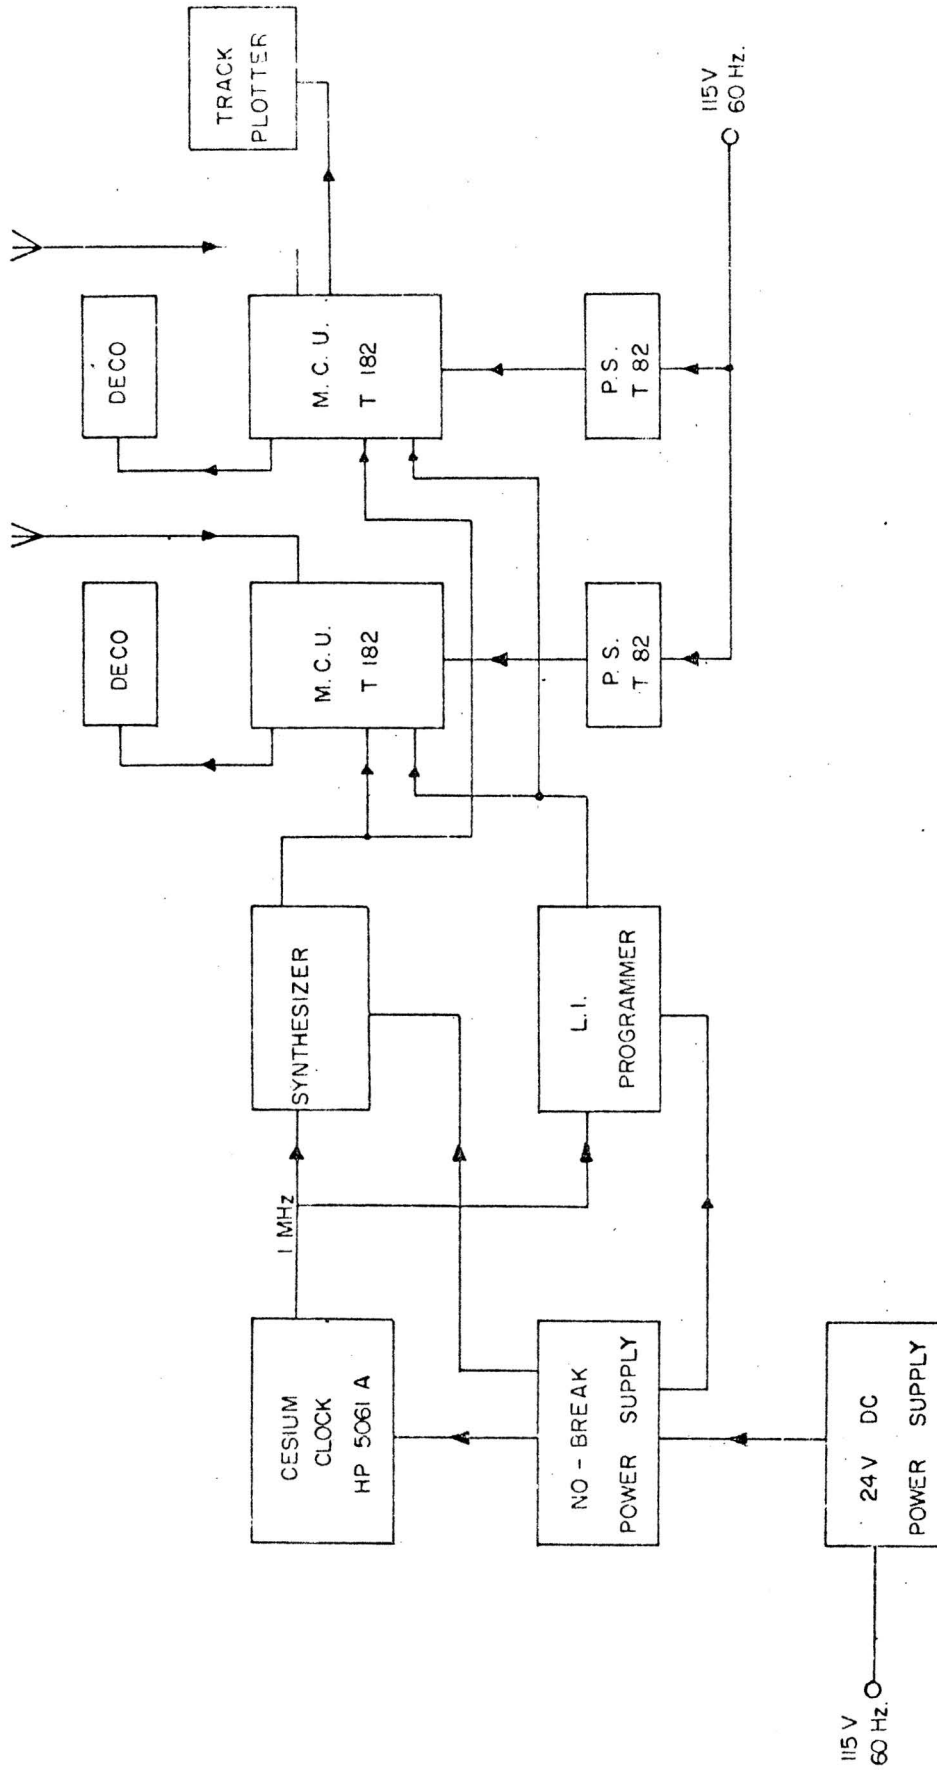 TRACK
PLOTTER
DECO
DECO
M. C. U.
T 182
M. C. U.
T 182
P. S.
T 82
P. S.
T 82
115V
60 Hz.
SYNTHESIZER
L.I.
PROGRAMMER
1 MHz
CESIUM
CLOCK
HP 5061 A
NO - BREAK
POWER SUPPLY
24V DC
POWER SUPPLY
115 V
60 Hz.